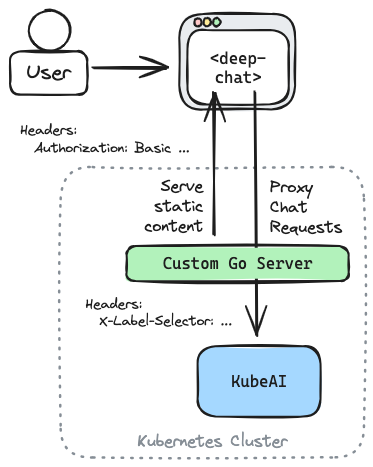 User
<deep-
chat>
Headers:
Authorization: Basic ...
Serve
static
content
Proxy
Chat
Requests
Custom Go Server
Headers:
X-Label-Selector: ...
KubeAI
Kubernetes Cluster